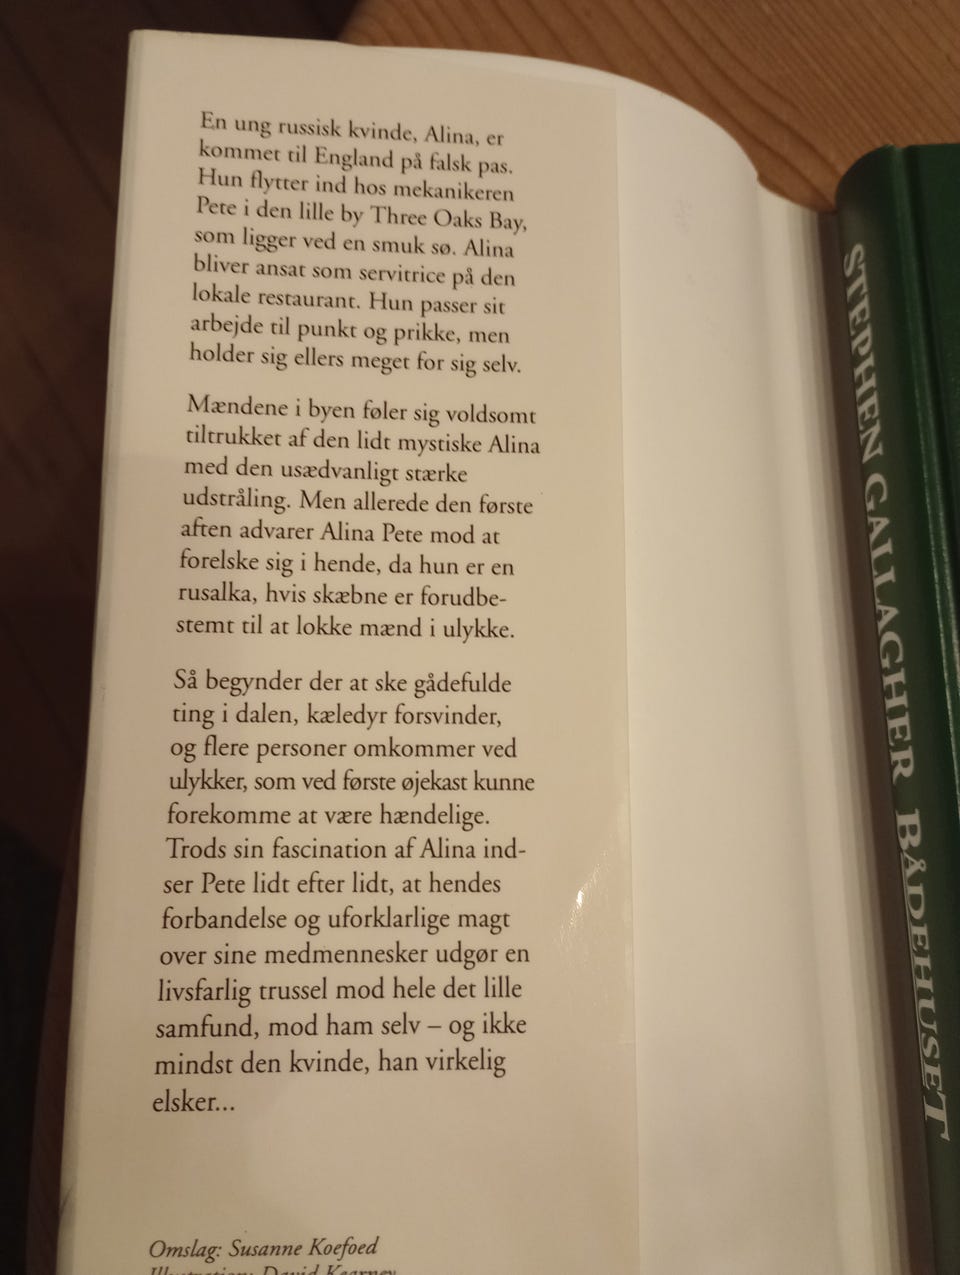 En ung russisk kvinde, Alina, er
kommet til England på falsk pas.
Hun flytter ind hos mekanikeren
Pete i den lille by Three Oaks Bay,
som ligger ved en smuk sø. Alina
bliver ansat som servitrice på den
lokale restaurant. Hun passer sit
arbejde til punkt og prikke, men
holder sig ellers meget for sig selv.
Mændene i byen føler sig voldsomt
tiltrukket af den lidt mystiske Alina
med den usædvanligt stærke
udstråling. Men allerede den første
aften advarer Alina Pete mod at
forelske sig i hende, da hun er en
rusalka, hvis skæbne er forudbe-
stemt til at lokke mænd i ulykke.
Så begynder der at ske gådefulde
ting i dalen, kæledyr forsvinder,
og flere personer omkommer ved
ulykker, som ved første øjekast kunne
forekomme at være hændelige.
Trods sin fascination af Alina ind-
ser Pete lidt efter lidt, at hendes
forbandelse og uforklarlige magt
over sine medmennesker udgør en
livsfarlig trussel mod hele det lille
samfund, mod ham selv – og ikke
mindst den kvinde, han virkelig
elsker...
Omslag: Susanne Koefoed
Illustration: David Kearney
STEPHEN GALLAGHER BÅDEHUSET